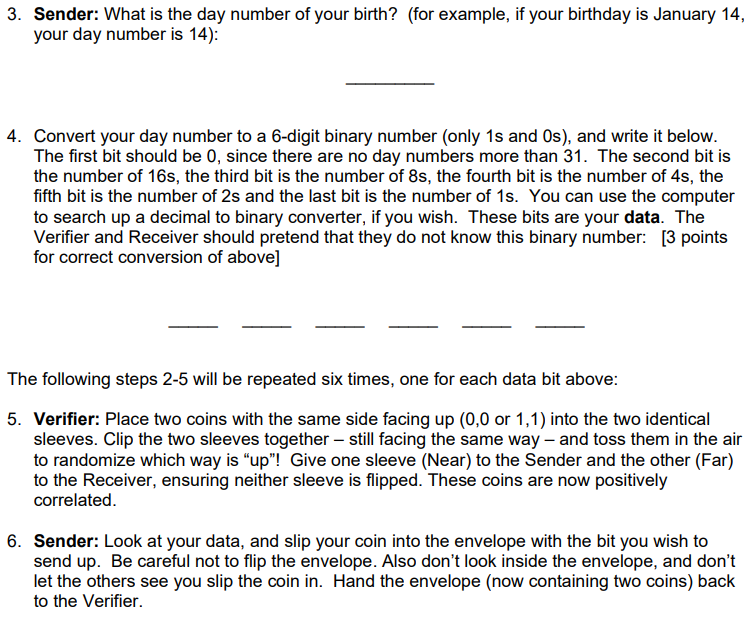 3. Sender: What is the day number of your birth? (for example, if your birthday is January 14,
your day number is 14):
_________
4. Convert your day number to a 6-digit binary number (only 1s and 0s), and write it below.
The first bit should be 0, since there are no day numbers more than 31. The second bit is
the number of 16s, the third bit is the number of 8s, the fourth bit is the number of 4s, the
fifth bit is the number of 2s and the last bit is the number of 1s. You can use the computer
to search up a decimal to binary converter, if you wish. These bits are your data. The
Verifier and Receiver should pretend that they do not know this binary number: [3 points
for correct conversion of above]
_____ _____ _____ _____ _____ _____
The following steps 2-5 will be repeated six times, one for each data bit above:
5. Verifier: Place two coins with the same side facing up (0,0 or 1,1) into the two identical
sleeves. Clip the two sleeves together – still facing the same way – and toss them in the air
to randomize which way is “up”! Give one sleeve (Near) to the Sender and the other (Far)
to the Receiver, ensuring neither sleeve is flipped. These coins are now positively
correlated.
6. Sender: Look at your data, and slip your coin into the envelope with the bit you wish to
send up. Be careful not to flip the envelope. Also don’t look inside the envelope, and don’t
let the others see you slip the coin in. Hand the envelope (now containing two coins) back
to the Verifier.